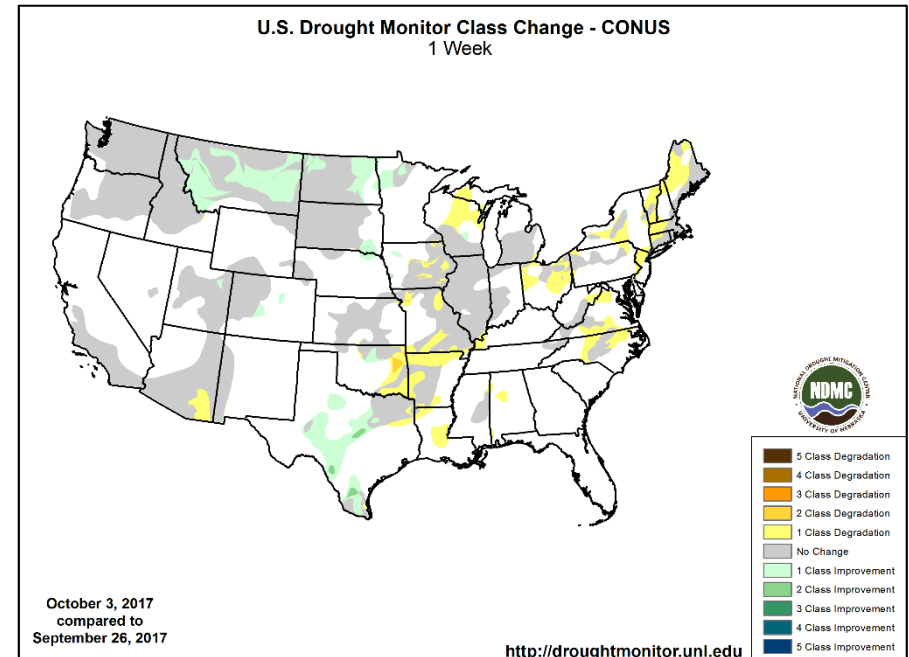 U.S. Drought Monitor Class Change - CONUS
1 Week
NATIONAL DROUGHT MITIGATION CENTER
NDMC
UNIVERSITY OF NEBRASKA
5 Class Degradation
4 Class Degradation
3 Class Degradation
2 Class Degradation
1 Class Degradation
No Change
1 Class Improvement
2 Class Improvement
3 Class Improvement
4 Class Improvement
5 Class Improvement
October 3, 2017
compared to
September 26, 2017
http://droughtmonitor.unl.edu